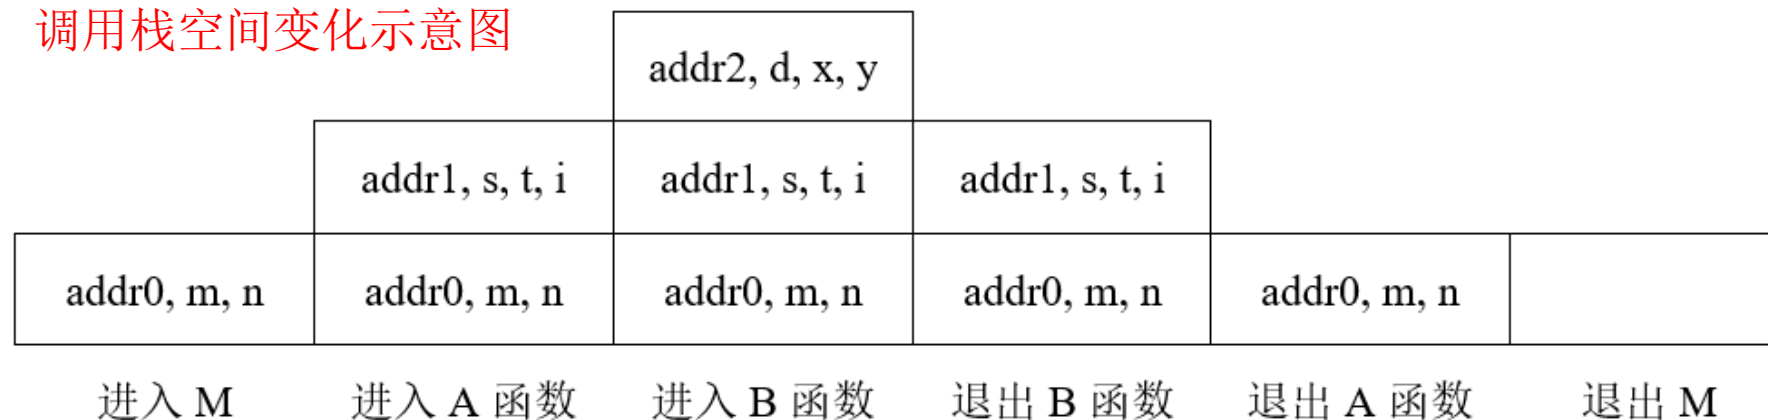 调用栈空间变化示意图
addr2, d, x, y
addr1, s, t, i addr1, s, t, i addr1, s, t, i
addr0, m, n addr0, m, n addr0, m, n addr0, m, n addr0, m, n
进入 M 进入 A 函数 进入 B 函数 退出 B 函数 退出 A 函数 退出 M